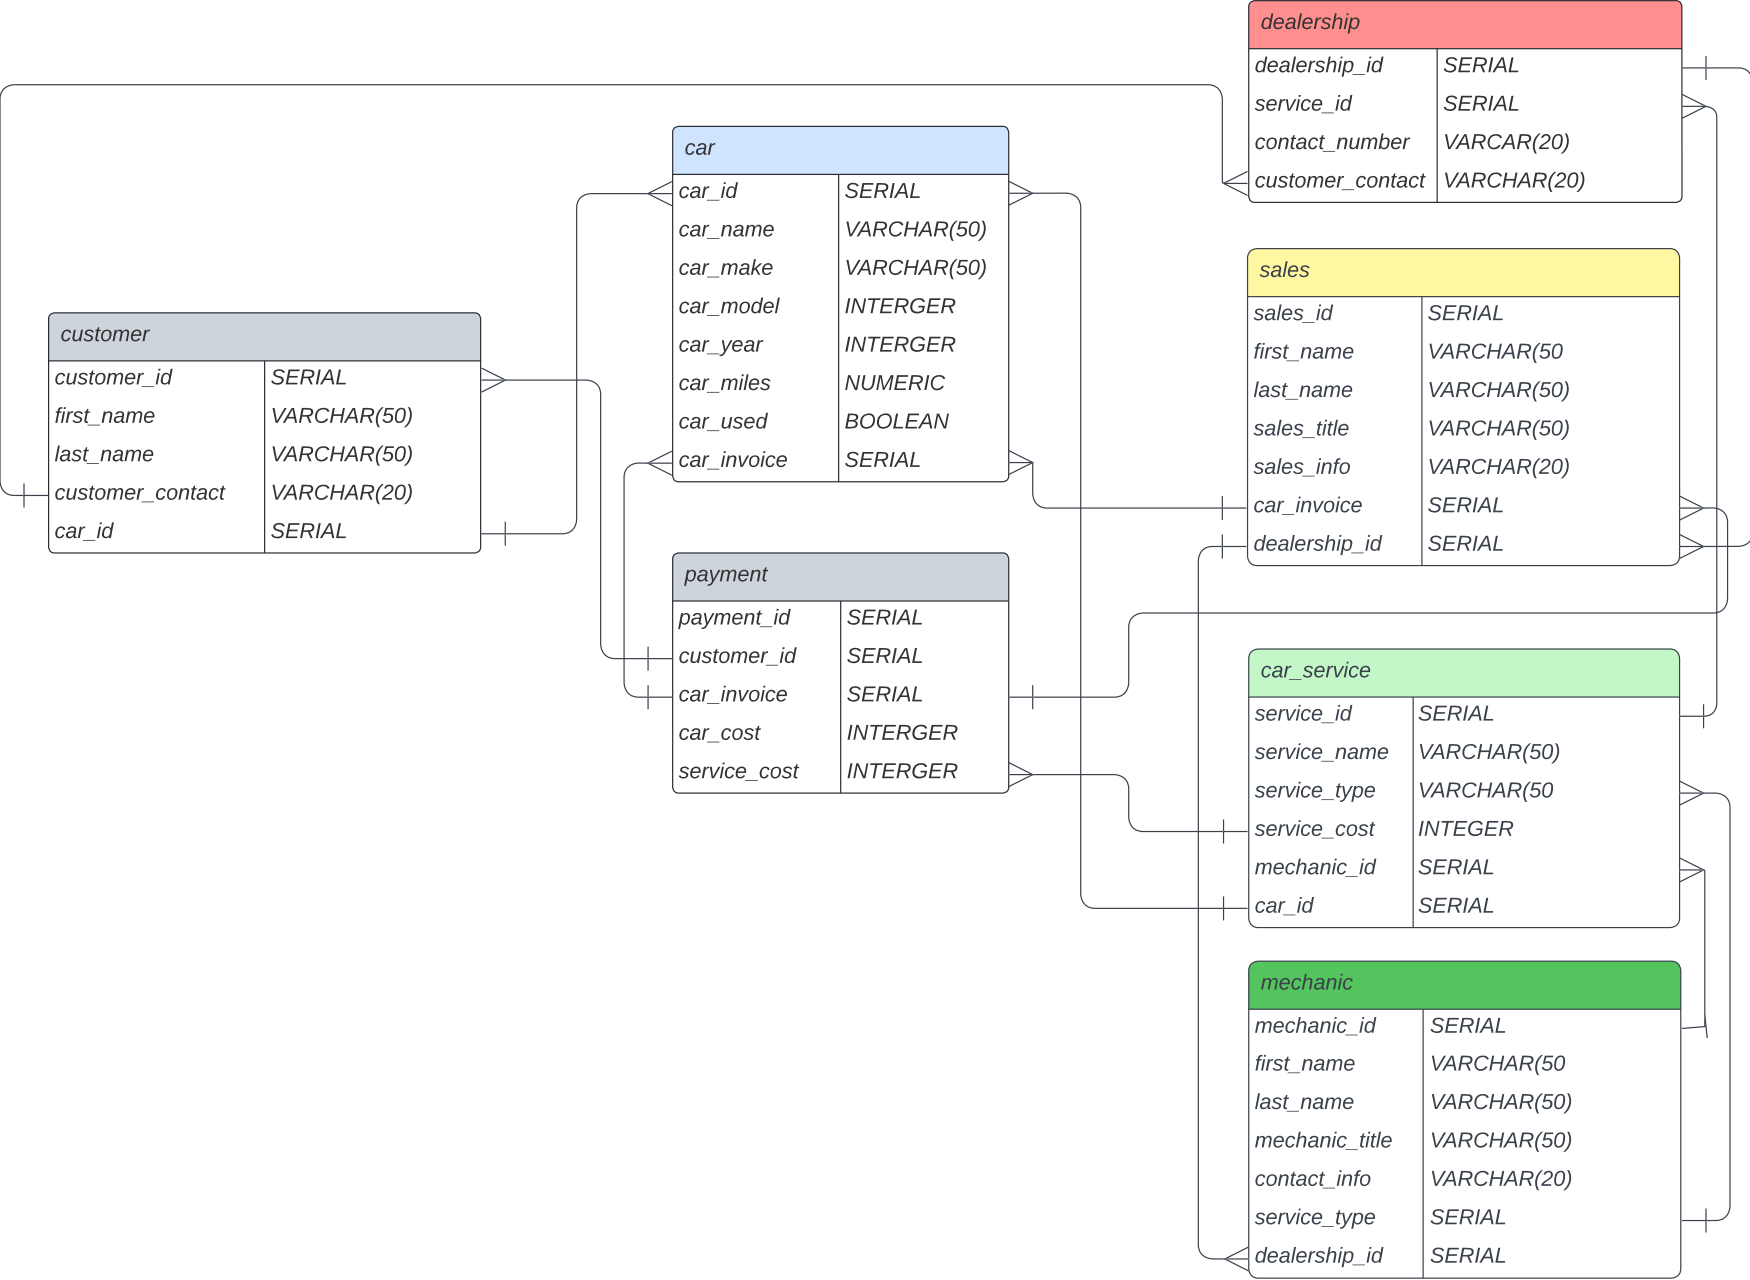 dealership
dealership_id SERIAL
service_id SERIAL
contact_number VARCAR(20)
customer_contact VARCHAR(20)
car
car_id SERIAL
car_name VARCHAR(50)
car_make VARCHAR(50)
car_model INTERGER
car_year INTERGER
car_miles NUMERIC
car_used BOOLEAN
car_invoice SERIAL
sales
sales_id SERIAL
first_name VARCHAR(50
last_name VARCHAR(50)
sales_title VARCHAR(50)
sales_info VARCHAR(20)
car_invoice SERIAL
dealership_id SERIAL
customer
customer_id SERIAL
first_name VARCHAR(50)
last_name VARCHAR(50)
customer_contact VARCHAR(20)
car_id SERIAL
payment
payment_id SERIAL
customer_id SERIAL
car_invoice SERIAL
car_cost INTERGER
service_cost INTERGER
car_service
service_id SERIAL
service_name VARCHAR(50)
service_type VARCHAR(50
service_cost INTEGER
mechanic_id SERIAL
car_id SERIAL
mechanic
mechanic_id SERIAL
first_name VARCHAR(50
last_name VARCHAR(50)
mechanic_title VARCHAR(50)
contact_info VARCHAR(20)
service_type SERIAL
dealership_id SERIAL